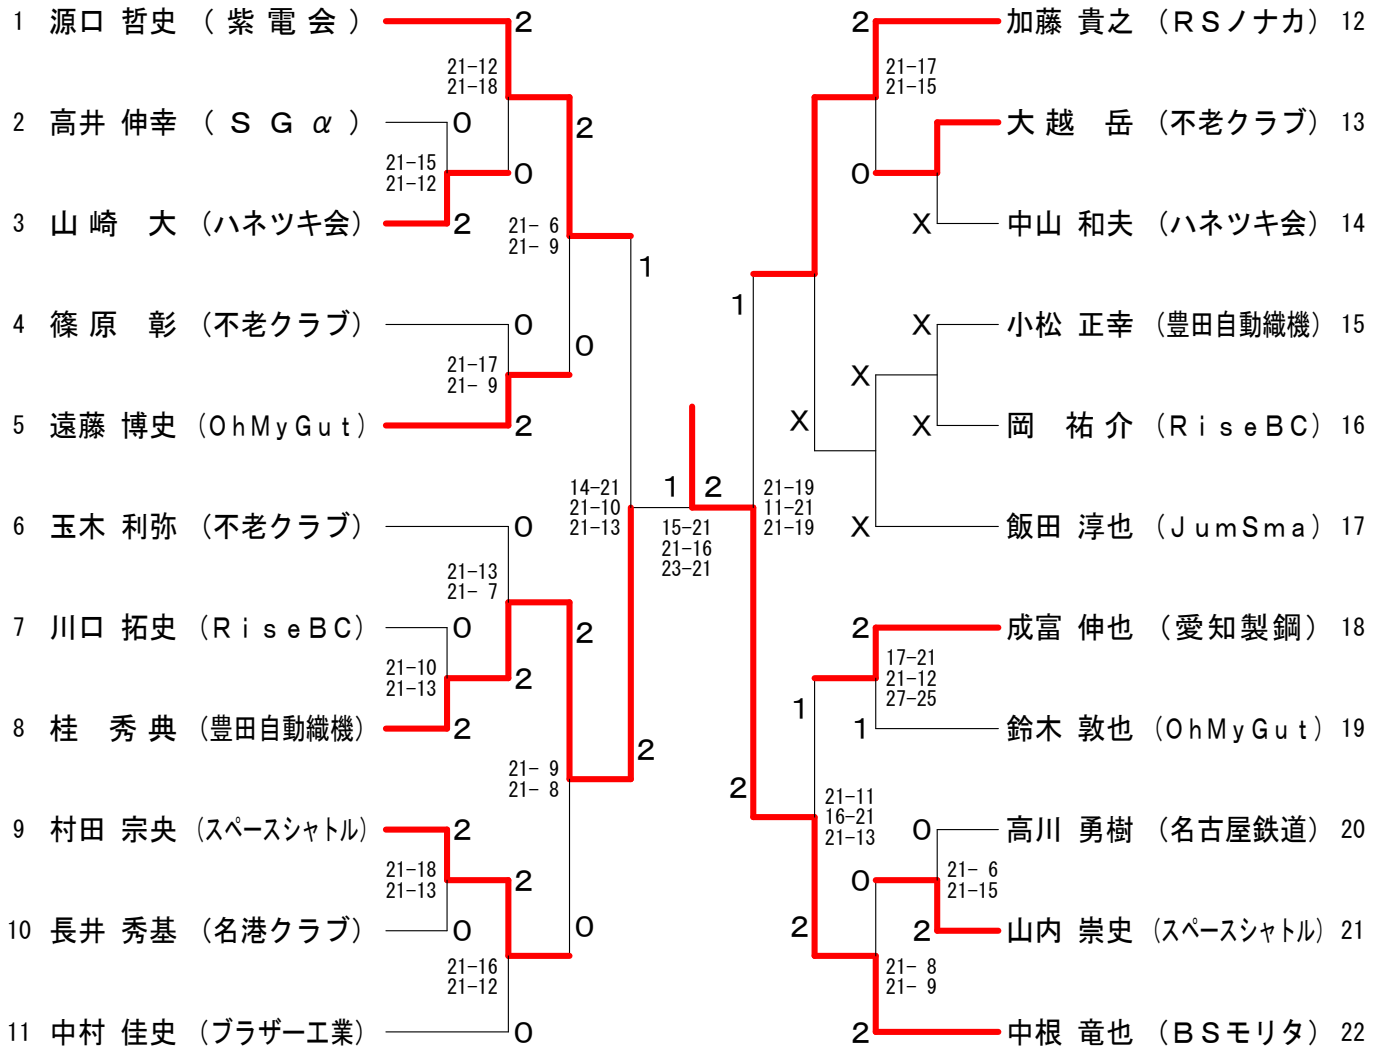 1 源口 哲史 (紫電会) 2
2 加藤 貴之 (RSノナカ) 12
21-12
21-18
21-17
21-15
2 高井 伸幸 (SGα) 0
2
大越 岳 (不老クラブ) 13
21-15
21-12
0
0
3 山崎 大 (ハネツキ会) 2
21- 6
21- 9
X 中山 和夫 (ハネツキ会) 14
1
1
4 篠原 彰 (不老クラブ) 0
0
X 小松 正幸 (豊田自動織機) 15
21-17
21- 9
X
5 遠藤 博史 (OhMyGut) 2
X
X 岡 祐介 (RiseBC) 16
14-21
21-10
21-13
1 2
21-19
11-21
21-19
6 玉木 利弥 (不老クラブ) 0
15-21
21-16
23-21
X 飯田 淳也 (JumSma) 17
21-13
21- 7
7 川口 拓史 (RiseBC) 0
2
2 成富 伸也 (愛知製鋼) 18
21-10
21-13
2
17-21
21-12
27-25
1
8 桂 秀典 (豊田自動織機) 2
2
1 鈴木 敦也 (OhMyGut) 19
21- 9
21- 8
2
21-11
16-21
21-13
9 村田 宗央 (スペースシャトル) 2
0 高川 勇樹 (名古屋鉄道) 20
21-18
21-13
2
0
21- 6
21-15
10 長井 秀基 (名港クラブ) 0
0
2
2 山内 崇史 (スペースシャトル) 21
21-16
21-12
21- 8
21- 9
11 中村 佳史 (ブラザー工業) 0
2 中根 竜也 (BSモリタ) 22